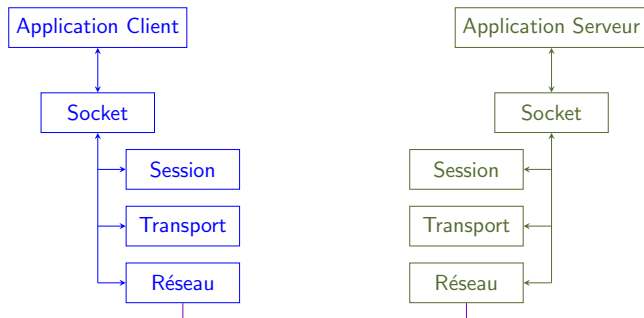 Application Client
Application Serveur
Socket
Socket
Session
Session
Transport
Transport
Réseau
Réseau